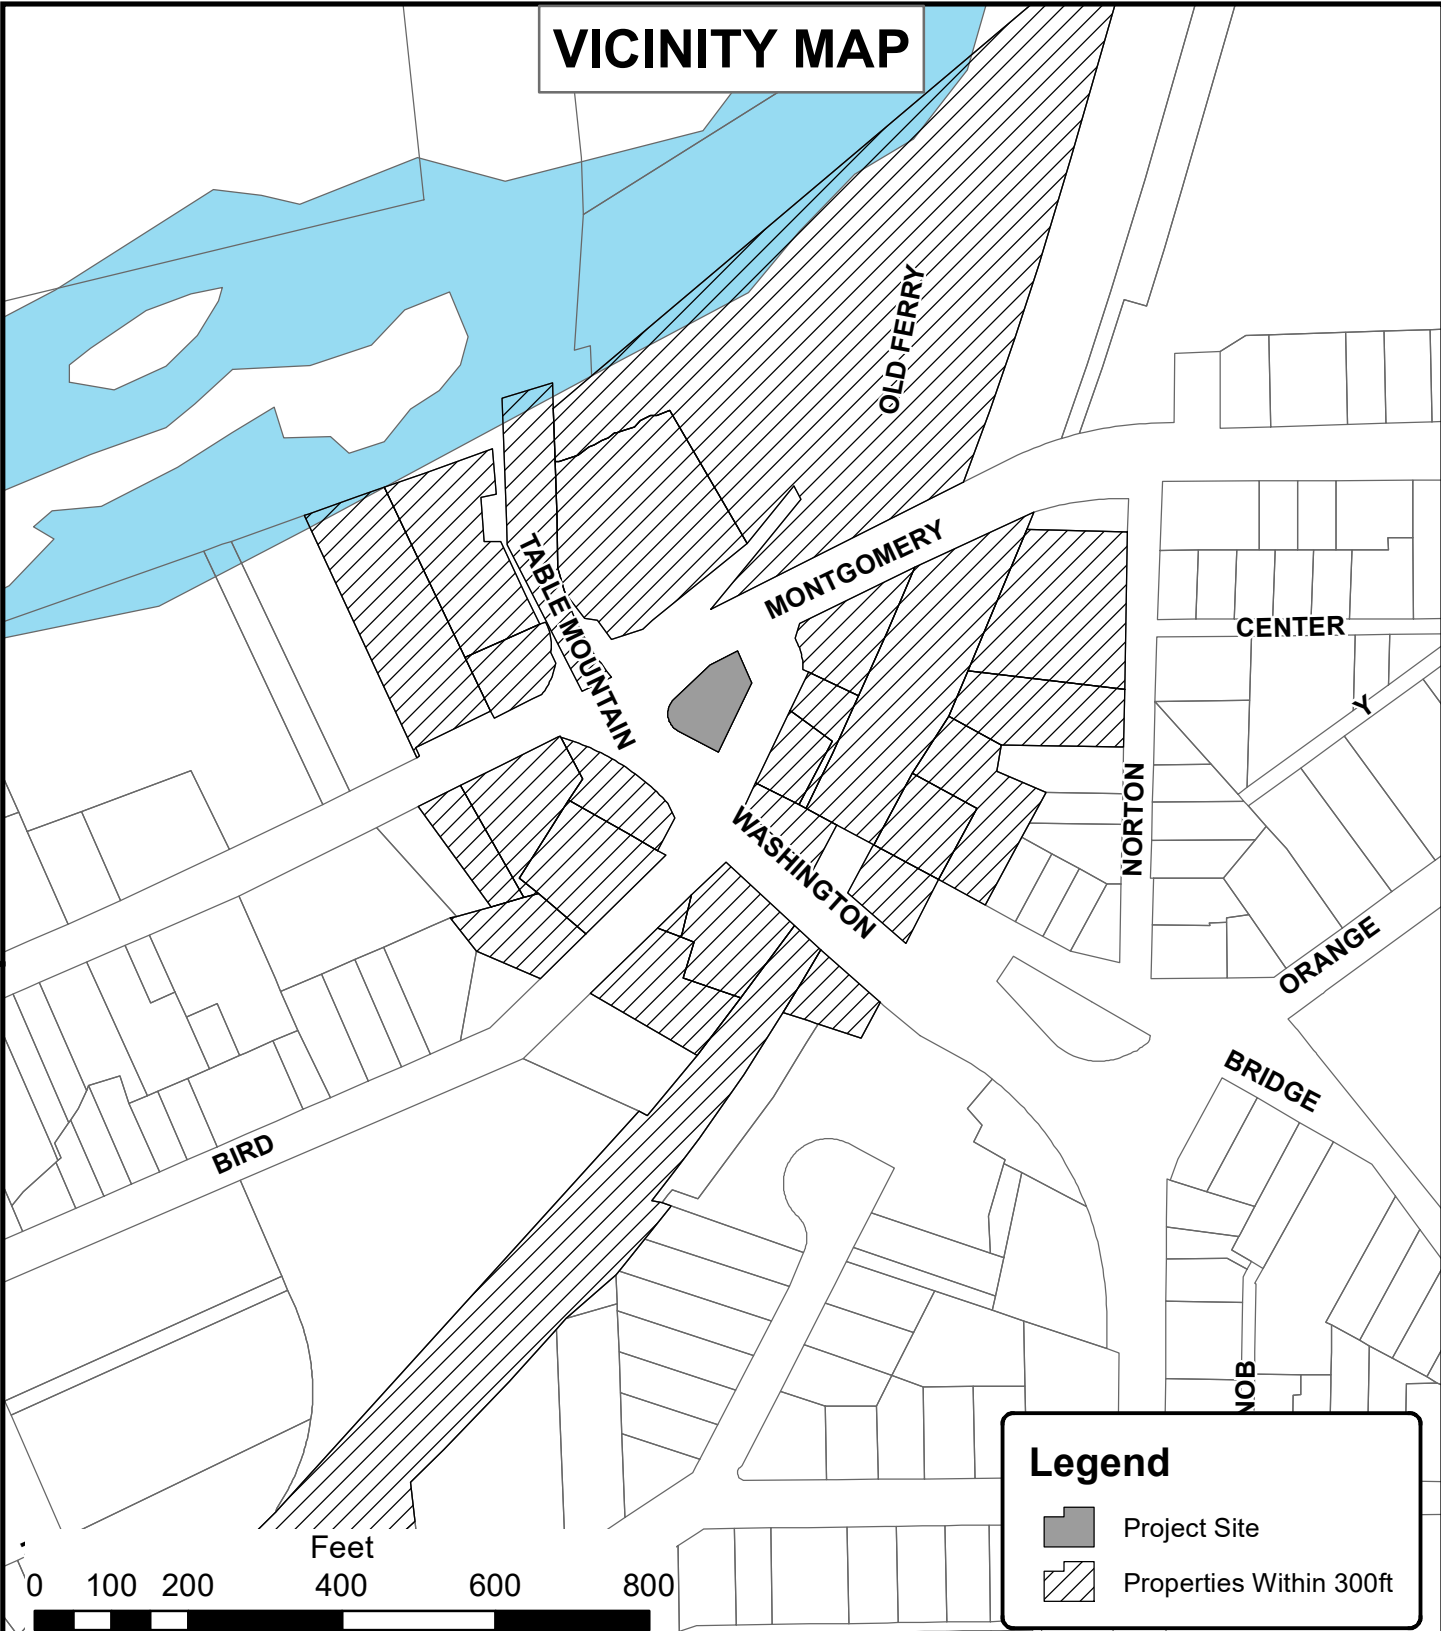 VICINITY MAP
OLD FERRY
MONTGOMERY
TABLE MOUNTAIN
CENTER
Y
NORTON
WASHINGTON
ORANGE
BRIDGE
BIRD
NOB
Legend
Project Site
Properties Within 300ft
Feet
0 100 200 400 600 800